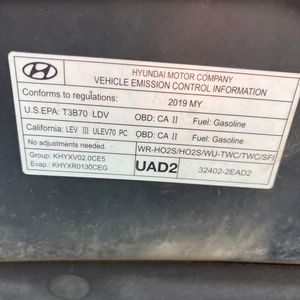 HYUNDAI MOTOR COMPANY
VEHICLE EMISSION CONTROL INFORMATION
Conforms to regulations: 2019 MY
U.S.EPA: T3B70 LDV OBD: CA II Fuel: Gasoline
California: LEV III ULEV70 PC OBD: CA II Fuel: Gasoline
No adjustments needed. WR-HO2S/HO2S/WU-TWC/TWC/SFI
Group: KHYXV02.0CE5
Evap.: KHYXR0130CEG UAD2 32402-2EAD2